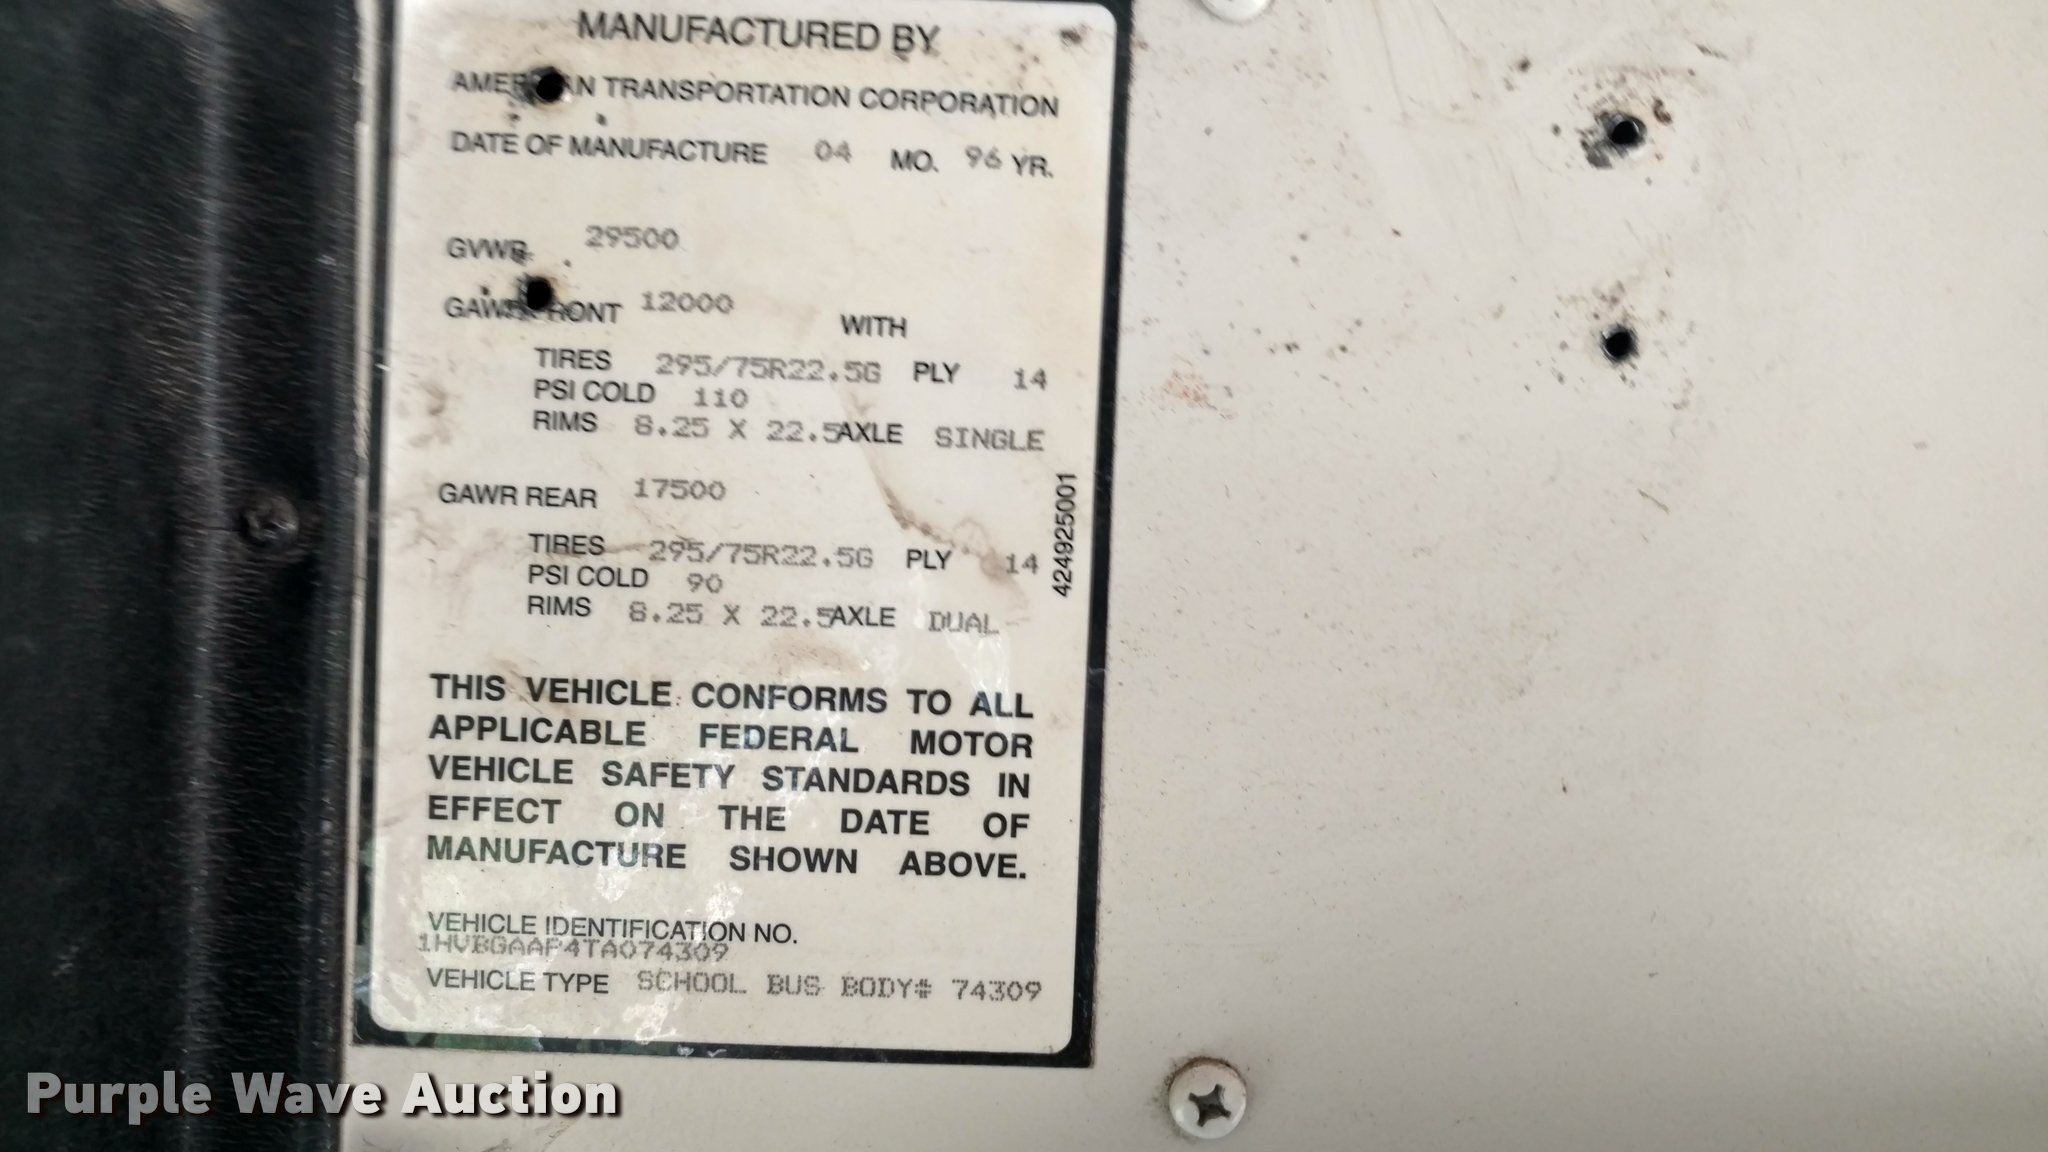 MANUFACTURED BY
AMERICAN TRANSPORTATION CORPORATION
DATE OF MANUFACTURE 04 MO. 96 YR.
GVWR 29500
GAWR FRONT 12000 WITH
TIRES 295/75R22.5G PLY 14
PSI COLD 110
RIMS 8.25 X 22.5AXLE SINGLE
GAWR REAR 17500
TIRES 295/75R22.5G PLY 14
PSI COLD 90
RIMS 8.25 X 22.5AXLE DUAL
424925001
THIS VEHICLE CONFORMS TO ALL
APPLICABLE FEDERAL MOTOR
VEHICLE SAFETY STANDARDS IN
EFFECT ON THE DATE OF
MANUFACTURE SHOWN ABOVE.
VEHICLE IDENTIFICATION NO.
1HVBGAAP4TA074309
VEHICLE TYPE SCHOOL BUS BODY# 74309
Purple Wave Auction